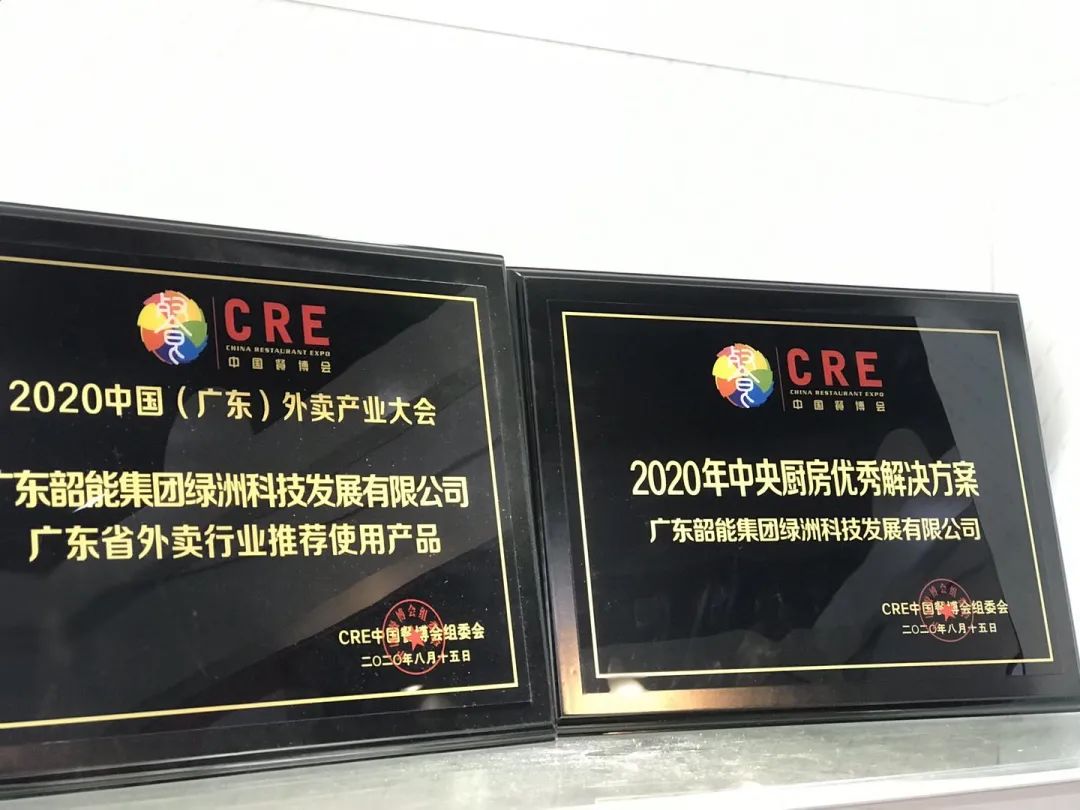 CRE
CHINA RESTAURANT EXPO
中国餐博会
2020中国（广东）外卖产业大会
广东韶能集团绿洲科技发展有限公司
广东省外卖行业推荐使用产品
CRE中国餐博会组委会
二〇二〇年八月十五日
CRE
CHINA RESTAURANT EXPO
中国餐博会
2020年中央厨房优秀解决方案
广东韶能集团绿洲科技发展有限公司
CRE中国餐博会组委会
二〇二〇年八月十五日